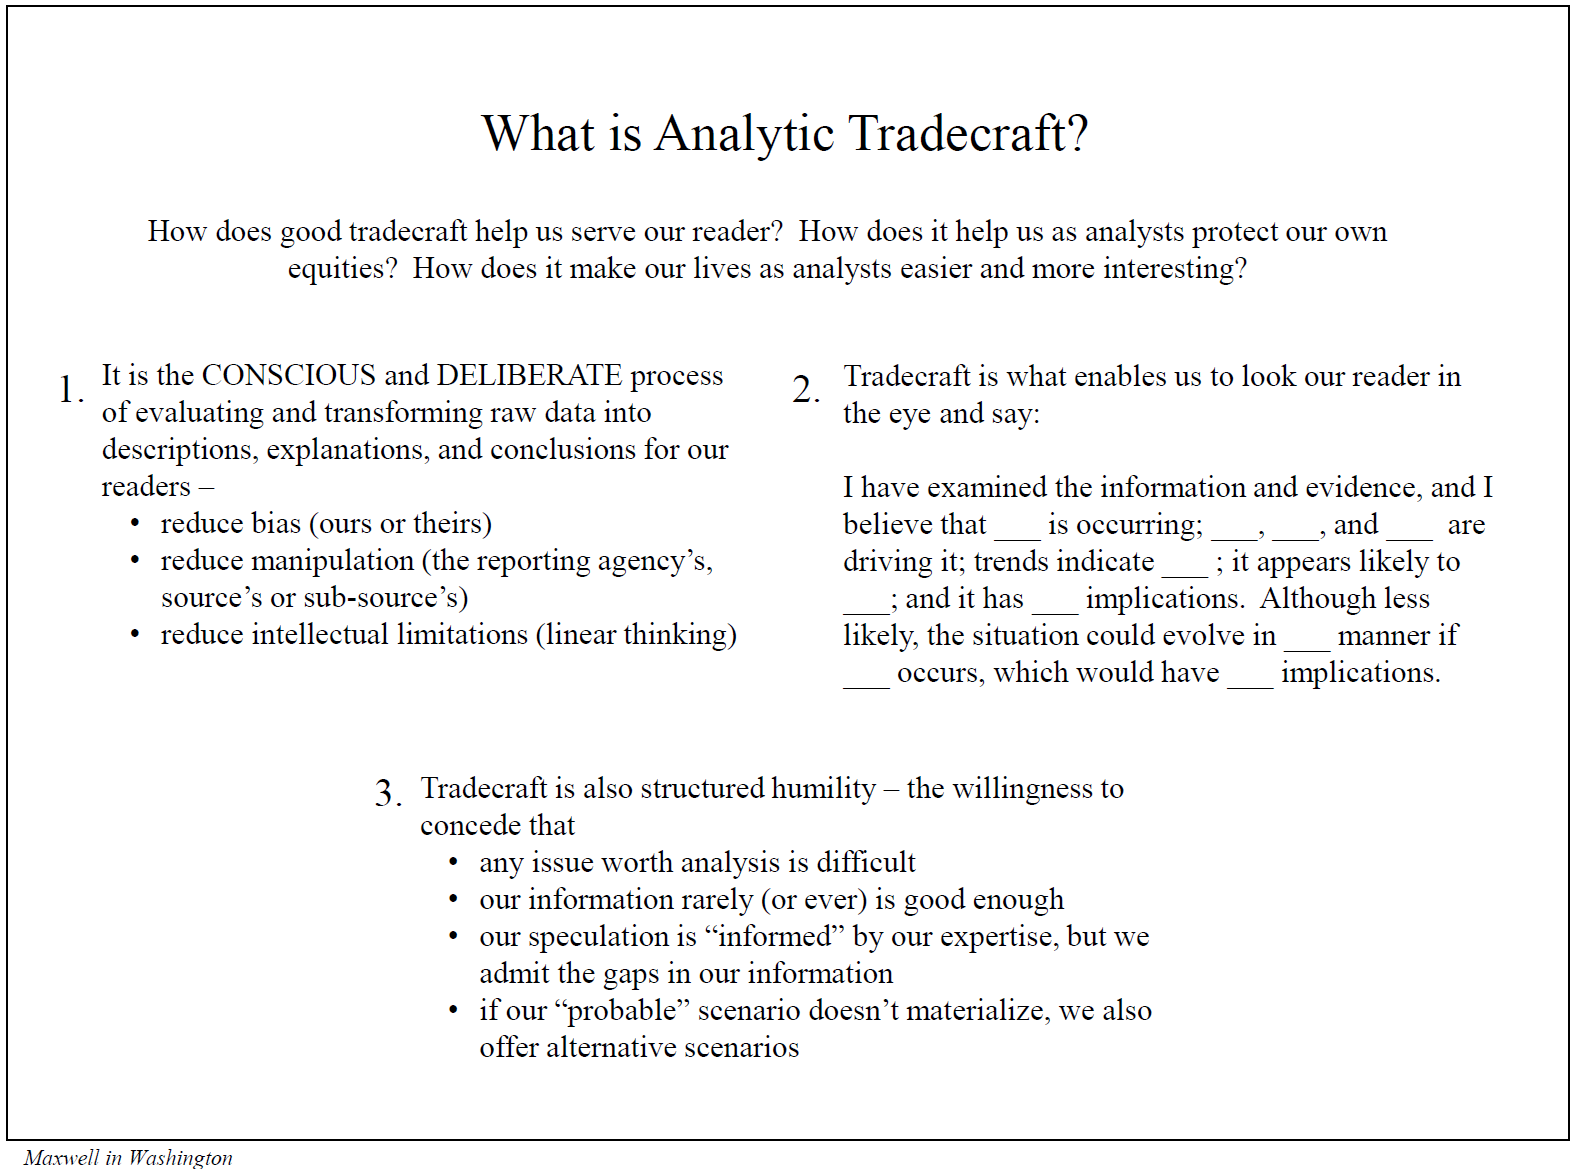 What is Analytic Tradecraft?
How does good tradecraft help us serve our reader?  How does it help us as analysts protect our own
equities?  How does it make our lives as analysts easier and more interesting?
1. It is the CONSCIOUS and DELIBERATE process
of evaluating and transforming raw data into
descriptions, explanations, and conclusions for our
readers –
• reduce bias (ours or theirs)
• reduce manipulation (the reporting agency’s,
source’s or sub-source’s)
• reduce intellectual limitations (linear thinking)
2. Tradecraft is what enables us to look our reader in
the eye and say:
I have examined the information and evidence, and I
believe that ___ is occurring; ___, ___, and ___  are
driving it; trends indicate ___ ; it appears likely to
___; and it has ___ implications.  Although less
likely, the situation could evolve in ___ manner if
___ occurs, which would have ___ implications.
3. Tradecraft is also structured humility – the willingness to
concede that
• any issue worth analysis is difficult
• our information rarely (or ever) is good enough
• our speculation is “informed” by our expertise, but we
admit the gaps in our information
• if our “probable” scenario doesn’t materialize, we also
offer alternative scenarios
Maxwell in Washington